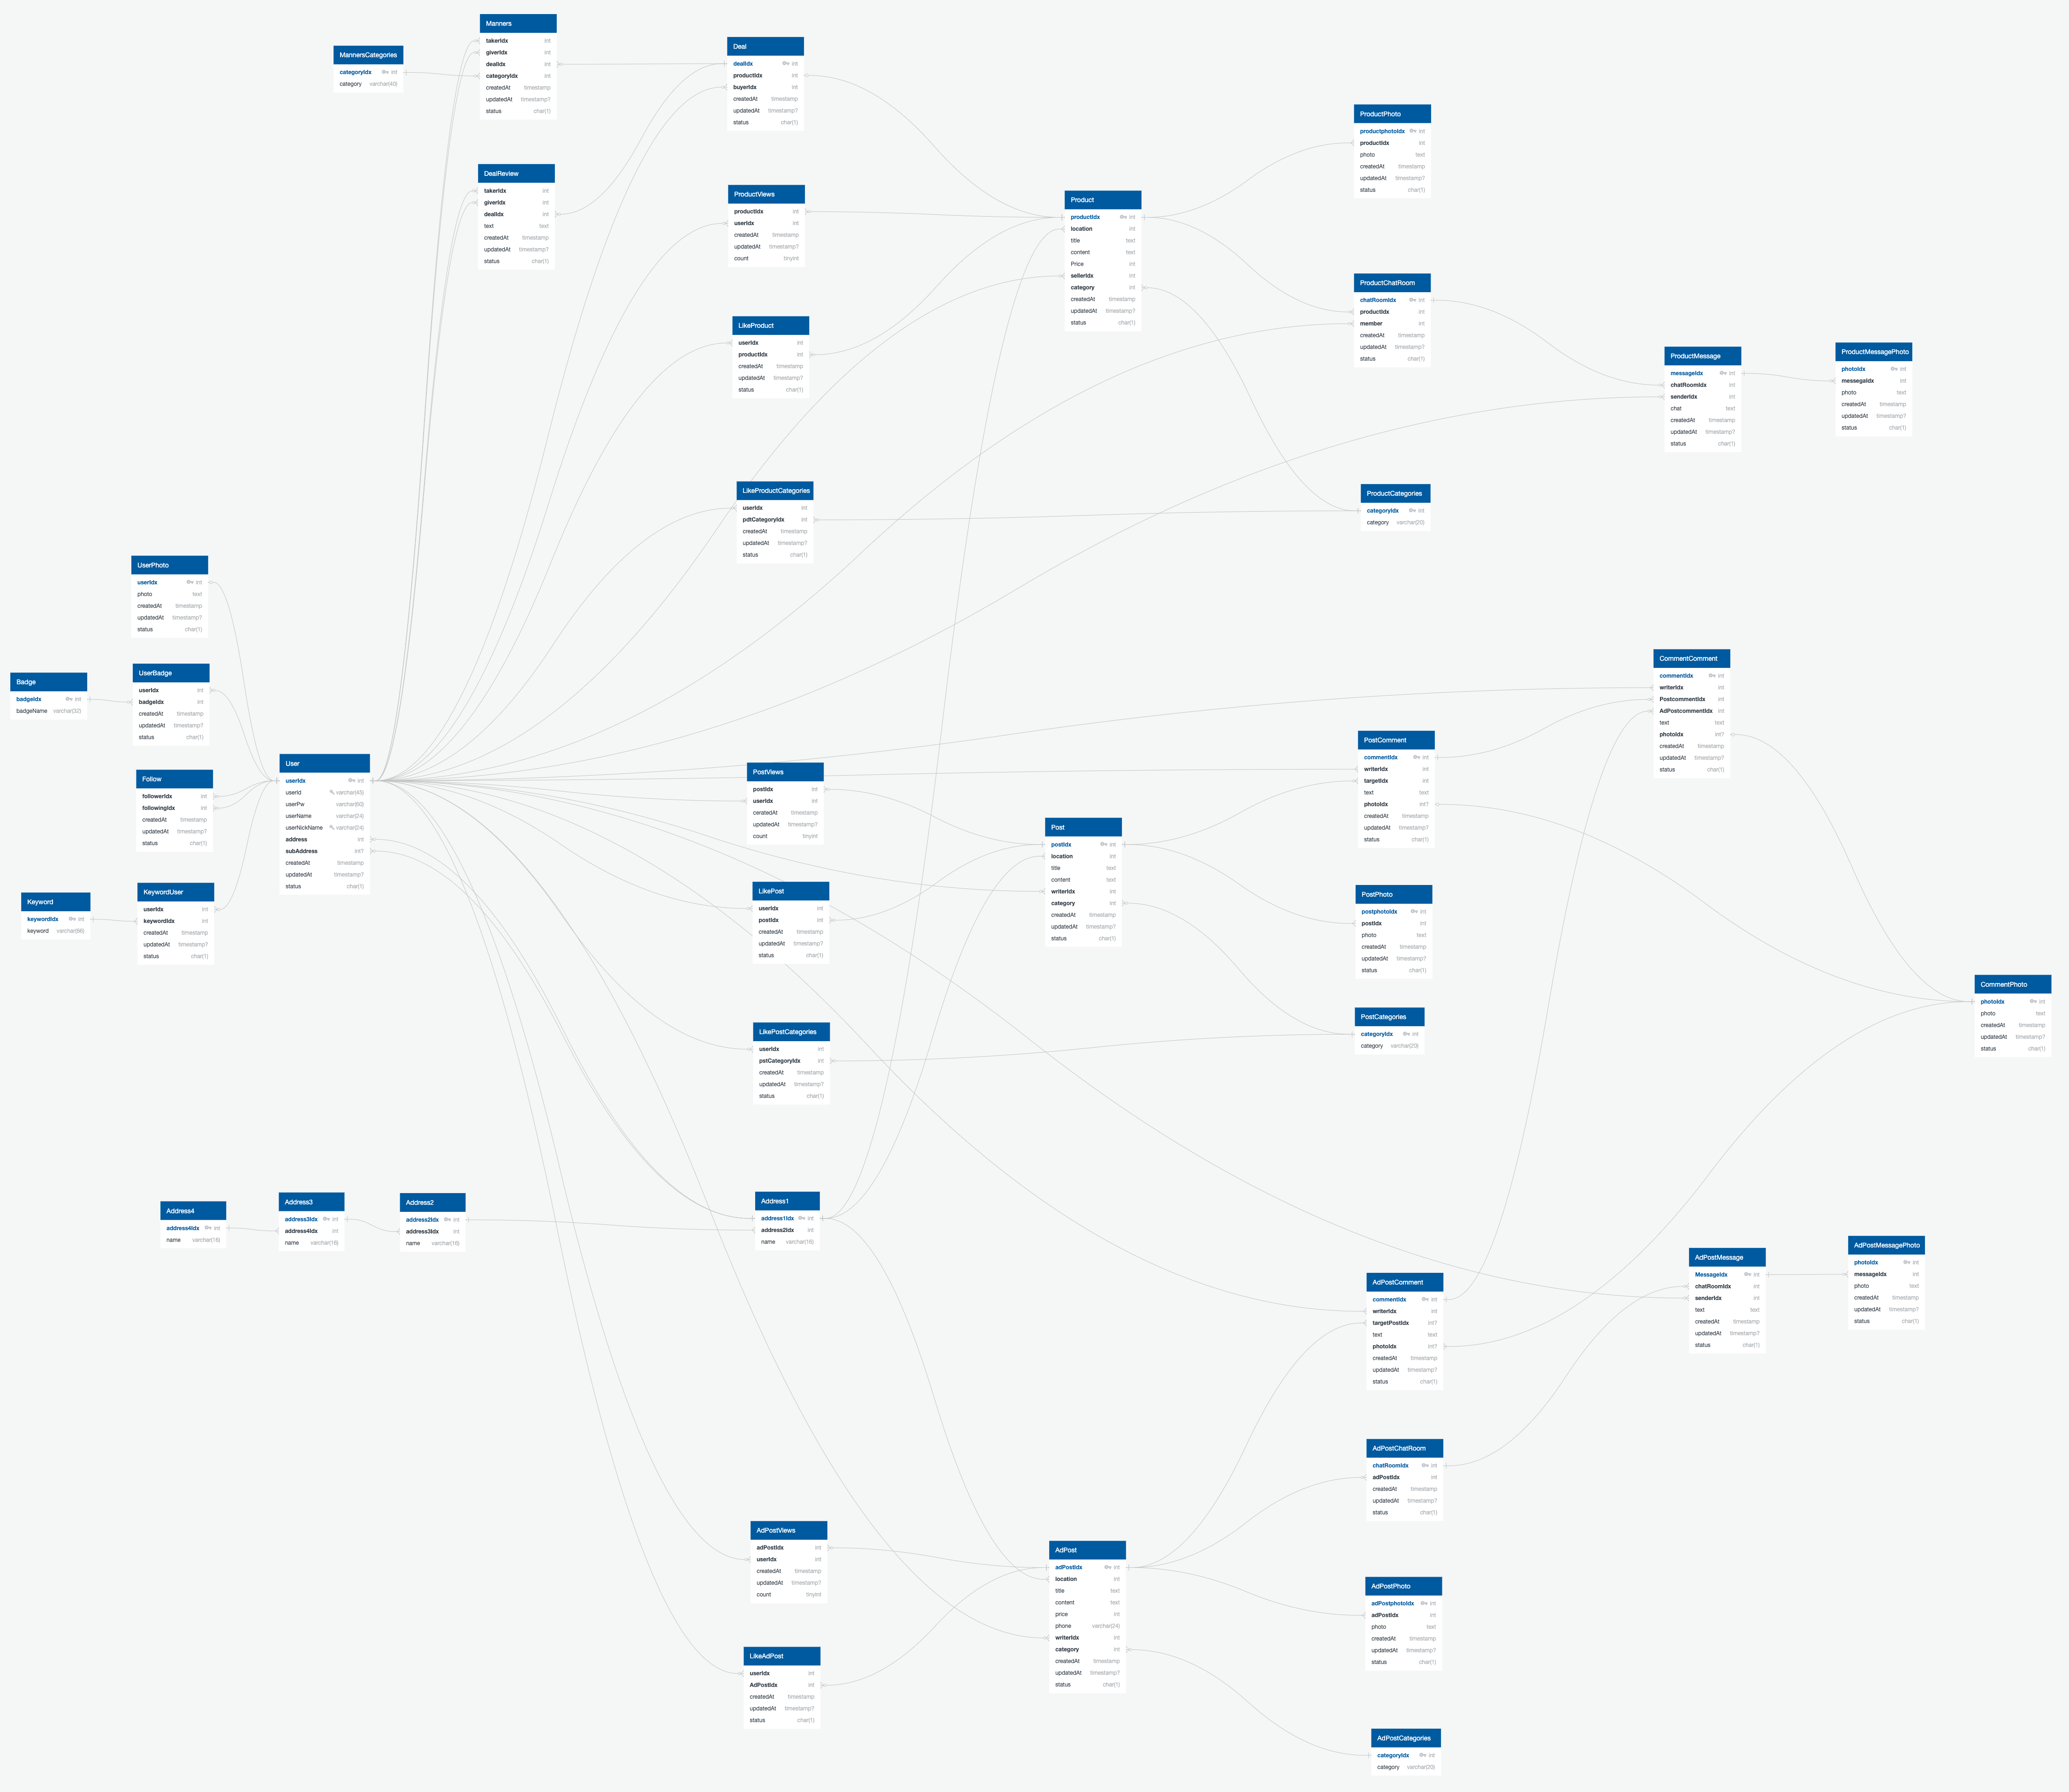 Manners
takerIdx int
giverIdx int
dealIdx int
categoryIdx int
createdAt timestamp
updatedAt timestamp?
status char(1)
MannersCategories
categoryIdx int
category varchar(40)
Deal
dealIdx int
productIdx int
buyerIdx int
createdAt timestamp
updatedAt timestamp?
status char(1)
DealReview
takerIdx int
giverIdx int
dealIdx int
text text
createdAt timestamp
updatedAt timestamp?
status char(1)
ProductViews
productIdx int
userIdx int
createdAt timestamp
updatedAt timestamp?
count tinyint
LikeProduct
userIdx int
productIdx int
createdAt timestamp
updatedAt timestamp?
status char(1)
LikeProductCategories
userIdx int
pdtCategoryIdx int
createdAt timestamp
updatedAt timestamp?
status char(1)
Product
productIdx int
location int
title text
content text
Price int
sellerIdx int
category int
createdAt timestamp
updatedAt timestamp?
status char(1)
ProductPhoto
productphotoIdx int
productIdx int
photo text
createdAt timestamp
updatedAt timestamp?
status char(1)
ProductChatRoom
chatRoomIdx int
productIdx int
member int
createdAt timestamp
updatedAt timestamp?
status char(1)
ProductMessage
messageIdx int
chatRoomIdx int
senderIdx int
chat text
createdAt timestamp
updatedAt timestamp?
status char(1)
ProductMessagePhoto
photoIdx int
messegaIdx int
photo text
createdAt timestamp
updatedAt timestamp?
status char(1)
ProductCategories
categoryIdx int
category varchar(20)
UserPhoto
userIdx int
photo text
createdAt timestamp
updatedAt timestamp?
status char(1)
Badge
badgeIdx int
badgeName varchar(32)
UserBadge
userIdx int
badgeIdx int
createdAt timestamp
updatedAt timestamp?
status char(1)
Follow
followerIdx int
followingIdx int
createdAt timestamp
updatedAt timestamp?
status char(1)
Keyword
keywordIdx int
keyword varchar(66)
KeywordUser
userIdx int
keywordIdx int
createdAt timestamp
updatedAt timestamp?
status char(1)
User
userIdx int
userId varchar(45)
userPw varchar(60)
userName varchar(24)
userNickName varchar(24)
address int
subAddress int?
createdAt timestamp
updatedAt timestamp?
status char(1)
PostViews
postIdx int
userIdx int
ceratedAt timestamp
updatedAt timestamp?
count tinyint
LikePost
userIdx int
postIdx int
createdAt timestamp
updatedAt timestamp?
status char(1)
LikePostCategories
userIdx int
pstCategoryIdx int
createdAt timestamp
updatedAt timestamp?
status char(1)
Post
postIdx int
location int
title text
content text
writerIdx int
category int
createdAt timestamp
updatedAt timestamp?
status char(1)
PostComment
commentIdx int
writerIdx int
targetIdx int
text text
photoIdx int?
createdAt timestamp
updatedAt timestamp?
status char(1)
PostPhoto
postphotoIdx int
postIdx int
photo text
createdAt timestamp
updatedAt timestamp?
status char(1)
PostCategories
categoryIdx int
category varchar(20)
CommentComment
commentIdx int
writerIdx int
PostcommentIdx int
AdPostcommentIdx int
text text
photoIdx int?
createdAt timestamp
updatedAt timestamp?
status char(1)
CommentPhoto
photoIdx int
photo text
createdAt timestamp
updatedAt timestamp?
status char(1)
Address4
address4Idx int
name varchar(16)
Address3
address3Idx int
address4Idx int
name varchar(16)
Address2
address2Idx int
address3Idx int
name varchar(16)
Address1
address1Idx int
address2Idx int
name varchar(16)
AdPostComment
commentIdx int
writerIdx int
targetPostIdx int?
text text
photoIdx int?
createdAt timestamp
updatedAt timestamp?
status char(1)
AdPostMessage
MessageIdx int
chatRoomIdx int
senderIdx int
text text
createdAt timestamp
updatedAt timestamp?
status char(1)
AdPostMessagePhoto
photoIdx int
messageIdx int
photo text
createdAt timestamp
updatedAt timestamp?
status char(1)
AdPostChatRoom
chatRoomIdx int
adPostIdx int
createdAt timestamp
updatedAt timestamp?
status char(1)
AdPostViews
adPostIdx int
userIdx int
createdAt timestamp
updatedAt timestamp?
count tinyint
LikeAdPost
userIdx int
AdPostIdx int
createdAt timestamp
updatedAt timestamp?
status char(1)
AdPost
adPostIdx int
location int
title text
content text
price int
phone varchar(24)
writerIdx int
category int
createdAt timestamp
updatedAt timestamp?
status char(1)
AdPostPhoto
adPostphotoIdx int
adPostIdx int
photo text
createdAt timestamp
updatedAt timestamp?
status char(1)
AdPostCategories
categoryIdx int
category varchar(20)